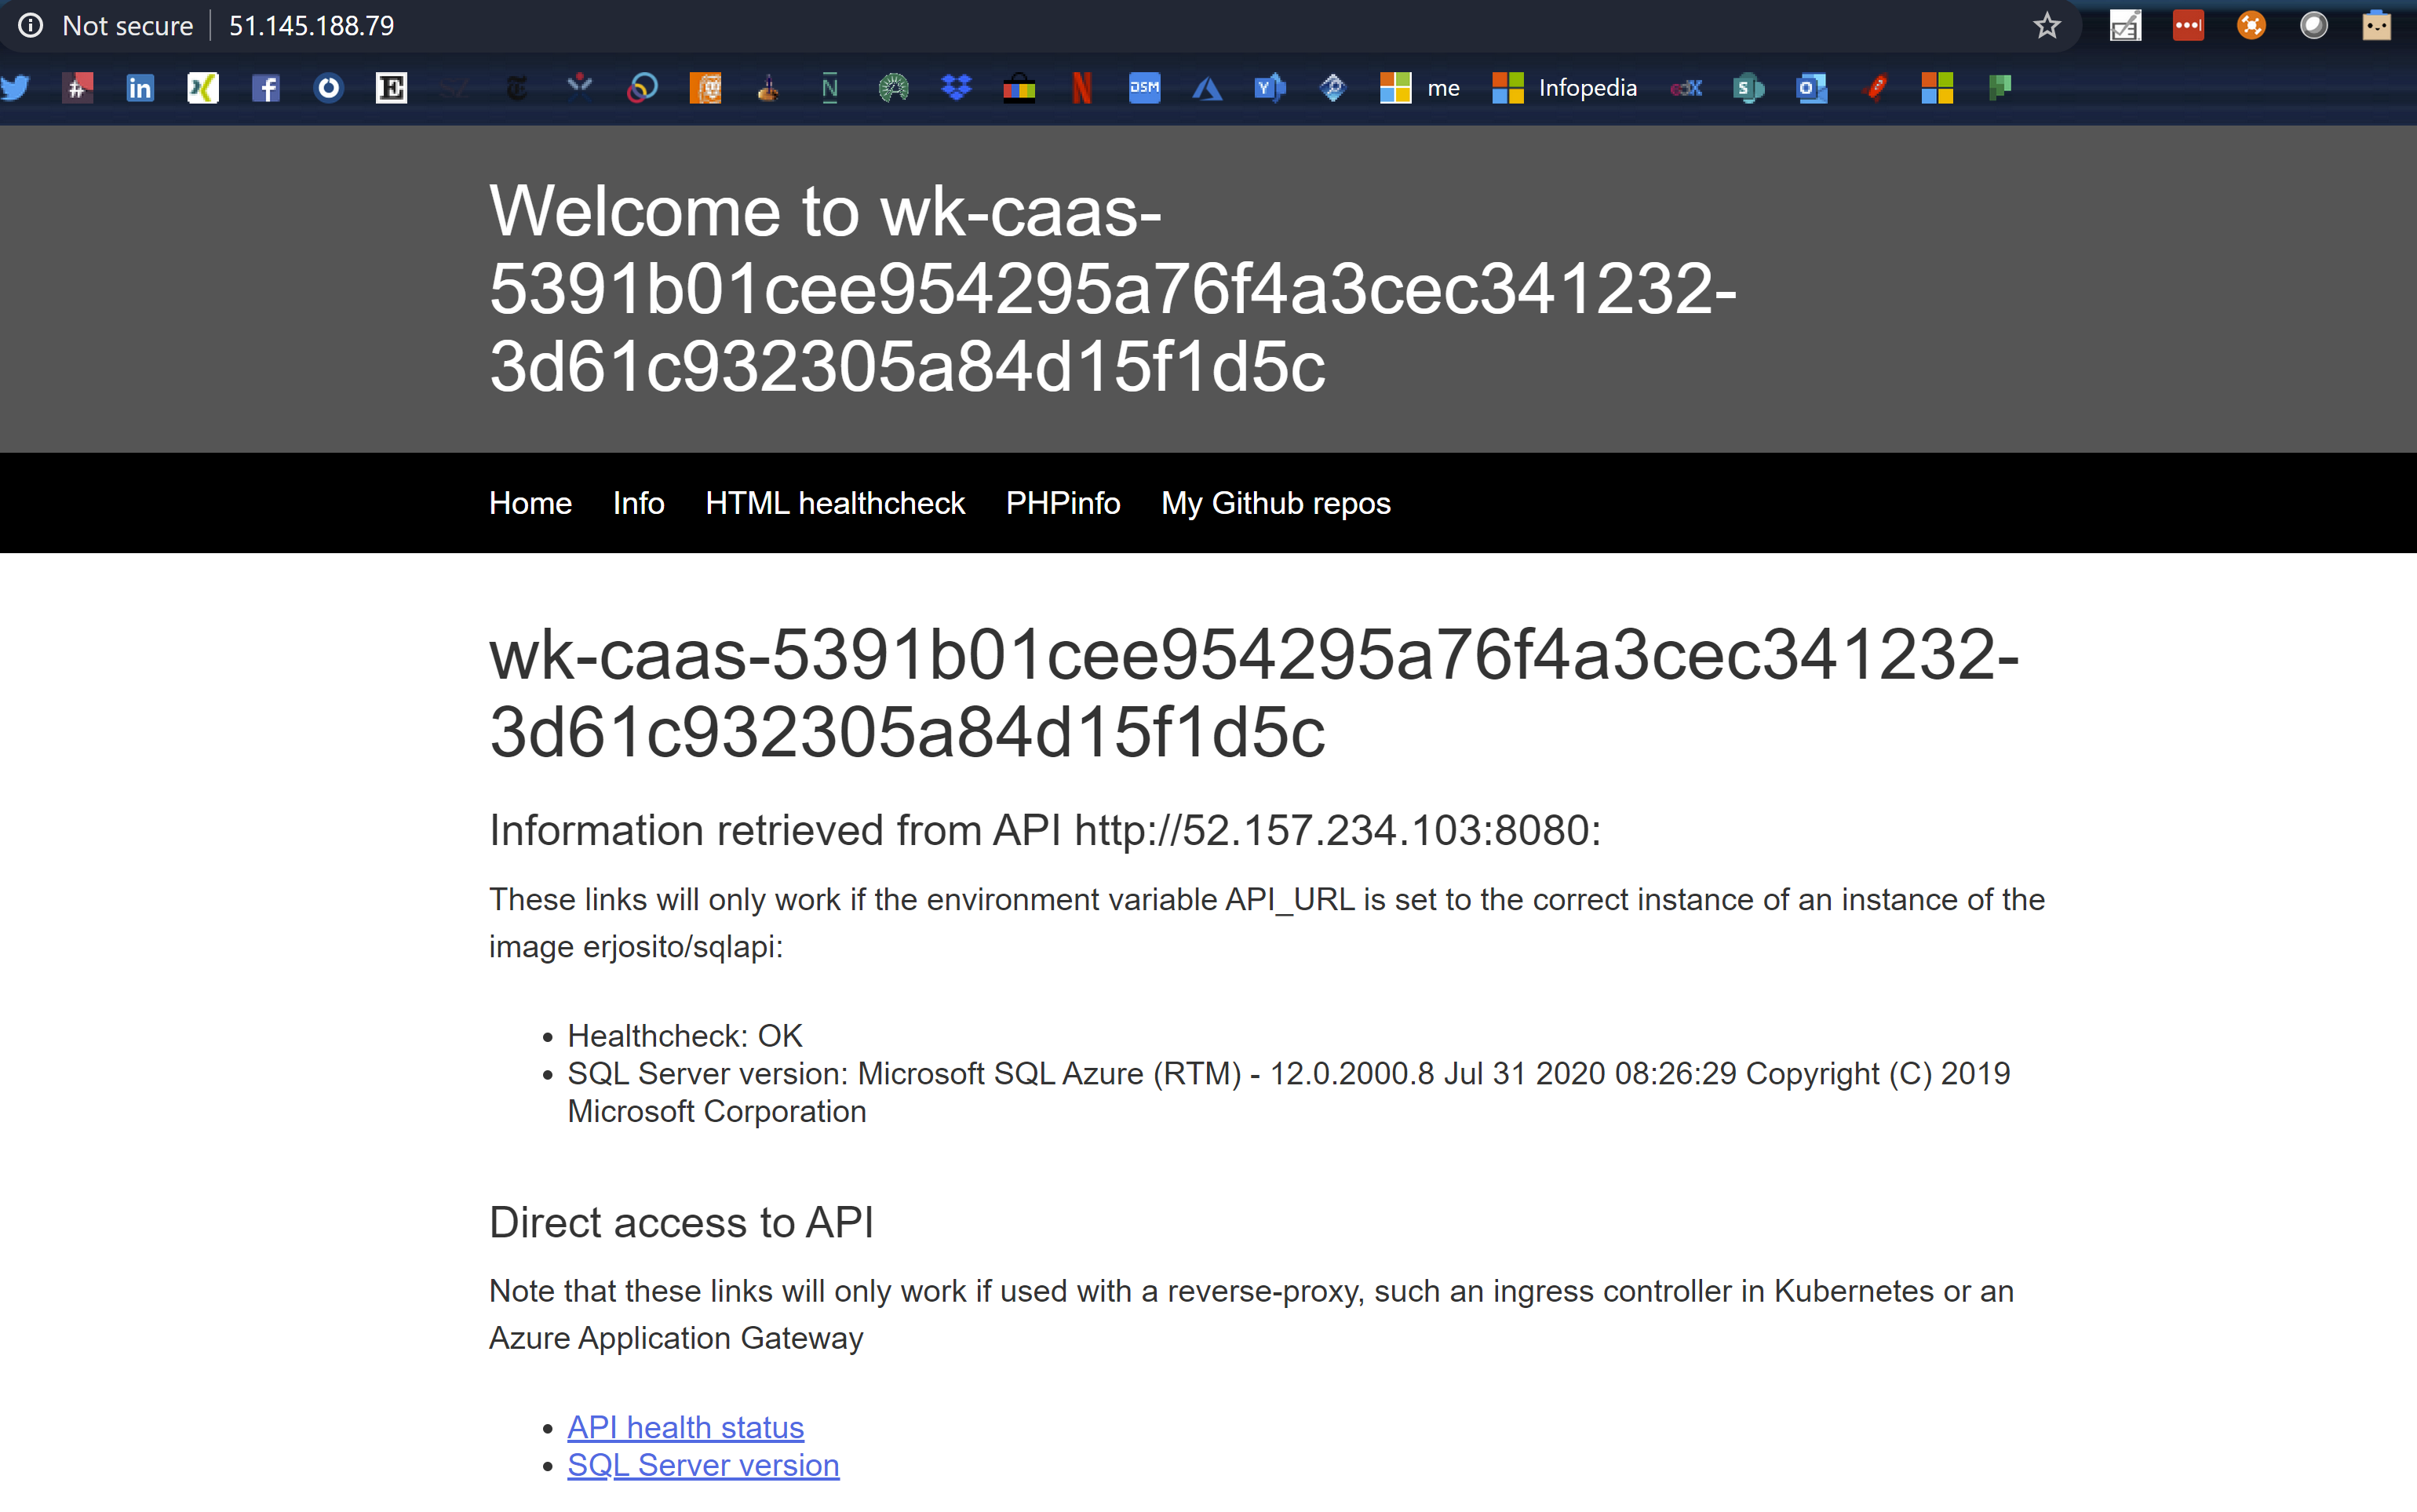 Not secure 51.145.188.79
# in f E N N DSM Y me Infopedia S O
Welcome to wk-caas-
5391b01cee954295a76f4a3cec341232-
3d61c932305a84d15f1d5c
Home Info HTML healthcheck PHPinfo My Github repos
wk-caas-5391b01cee954295a76f4a3cec341232-
3d61c932305a84d15f1d5c
Information retrieved from API http://52.157.234.103:8080:
These links will only work if the environment variable API_URL is set to the correct instance of an instance of the
image erjosito/sqlapi:
• Healthcheck: OK
• SQL Server version: Microsoft SQL Azure (RTM) - 12.0.2000.8 Jul 31 2020 08:26:29 Copyright (C) 2019
Microsoft Corporation
Direct access to API
Note that these links will only work if used with a reverse-proxy, such an ingress controller in Kubernetes or an
Azure Application Gateway
• API health status
• SQL Server version